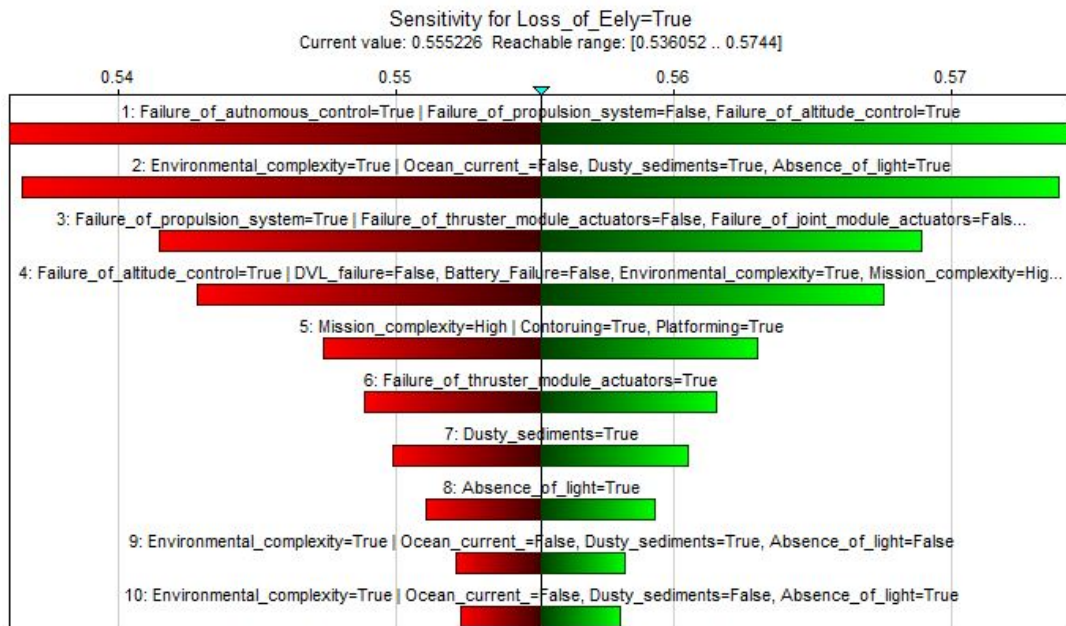 Sensitivity for Loss_of_Eely=True
Current value: 0.555226 Reachable range: [0.536052 .. 0.5744]
0.54 0.55 0.56 0.57
1: Failure_of_autnomous_control=True | Failure_of_propulsion_system=False, Failure_of_altitude_control=True
2: Environmental_complexity=True | Ocean_current_=False, Dusty_sediments=True, Absence_of_light=True
3: Failure_of_propulsion_system=True | Failure_of_thruster_module_actuators=False, Failure_of_joint_module_actuators=Fals...
4: Failure_of_altitude_control=True | DVL_failure=False, Battery_Failure=False, Environmental_complexity=True, Mission_complexity=Hig...
5: Mission_complexity=High | Contoruing=True, Platforming=True
6: Failure_of_thruster_module_actuators=True
7: Dusty_sediments=True
8: Absence_of_light=True
9: Environmental_complexity=True | Ocean_current_=False, Dusty_sediments=True, Absence_of_light=False
10: Environmental_complexity=True | Ocean_current_=False, Dusty_sediments=False, Absence_of_light=True